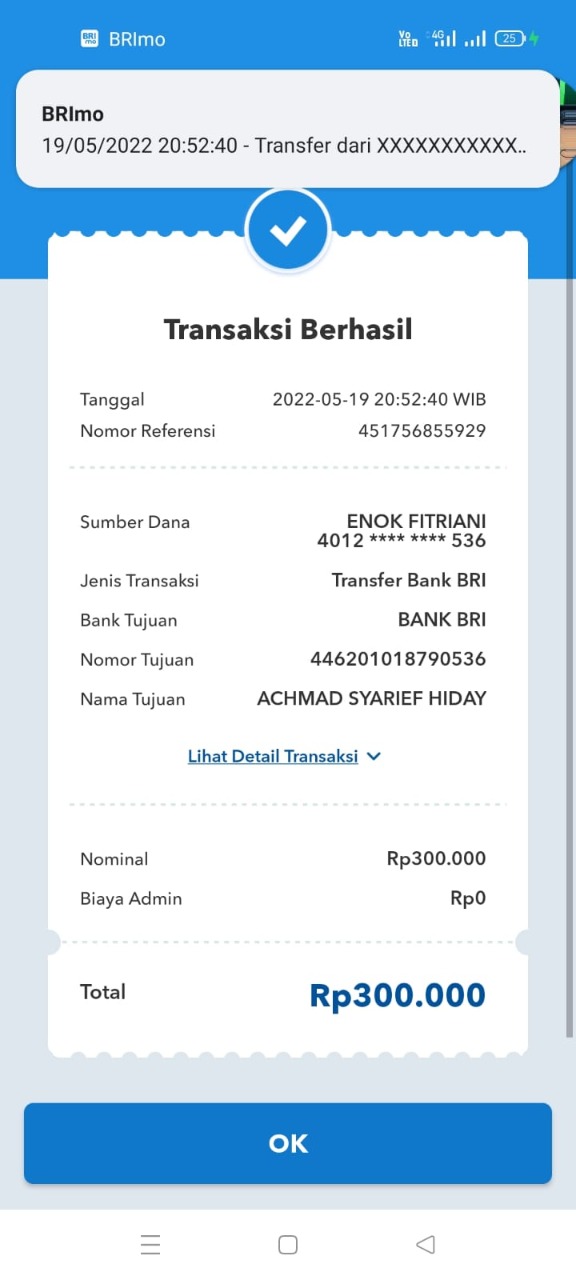 BRI mo BRImo Vo LTE D 4G 25
BRImo
19/05/2022 20:52:40 - Transfer dari XXXXXXXXXXX..
Transaksi Berhasil
Tanggal 2022-05-19 20:52:40 WIB
Nomor Referensi 451756855929
Sumber Dana ENOK FITRIANI
4012 **** **** 536
Jenis Transaksi Transfer Bank BRI
Bank Tujuan BANK BRI
Nomor Tujuan 446201018790536
Nama Tujuan ACHMAD SYARIEF HIDAY
Lihat Detail Transaksi
Nominal Rp300.000
Biaya Admin Rp0
Total Rp300.000
OK